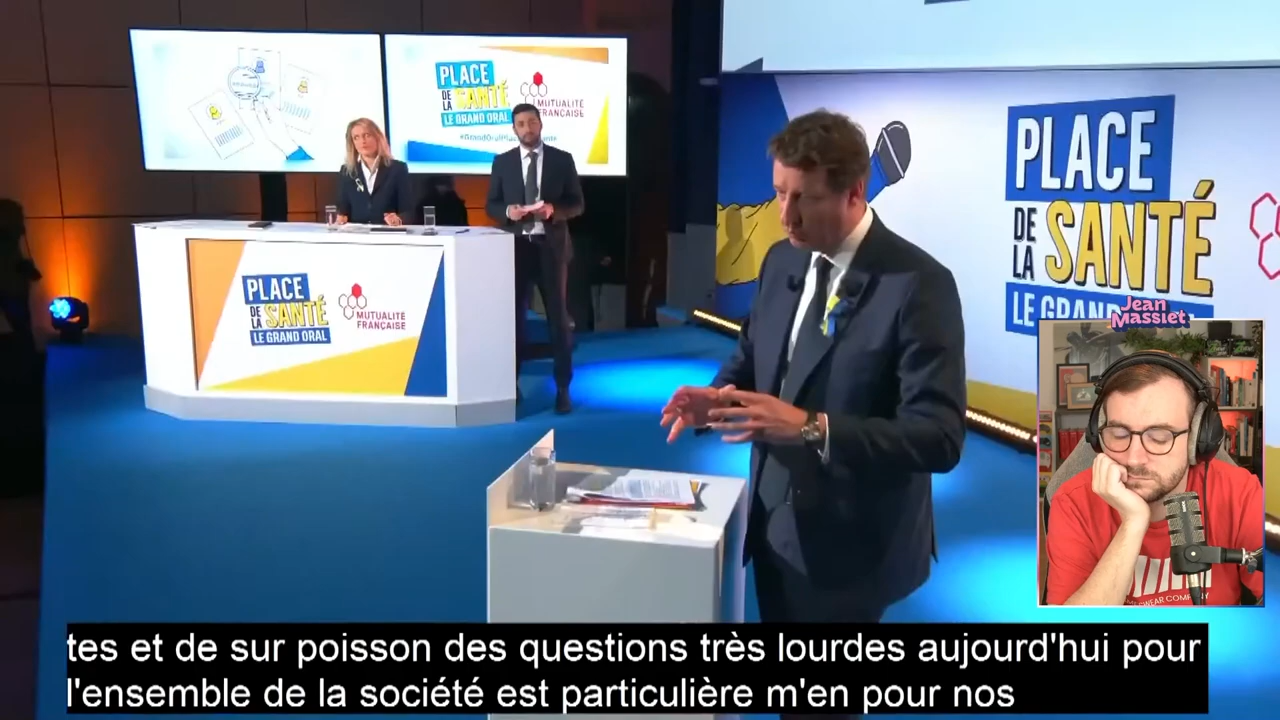 PLACE
DE LA SANTÉ
LE GRAND ORAL
MUTUALITÉ
FRANÇAISE
PLACE
DE LA SANTÉ
LE GRAND ORAL
MUTUALITÉ
FRANÇAISE
PLACE
DE LA SANTÉ
LE GRAND
Jean
Massiet
tes et de sur poisson des questions très lourdes aujourd'hui pour
l'ensemble de la société est particulière m'en pour nos